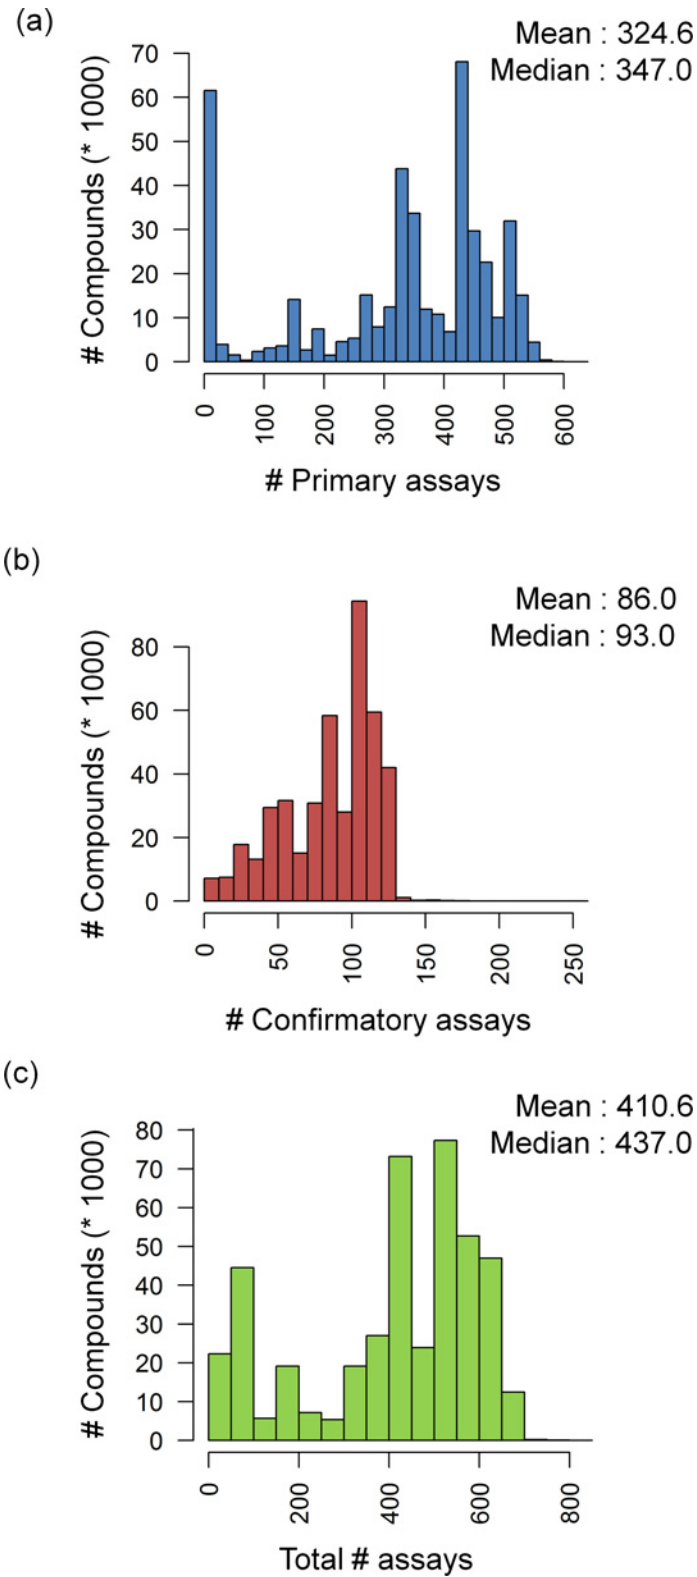 (a)
Mean : 324.6
Median : 347.0
# Compounds (* 1000)
70
60
50
40
30
20
10
0
0 100 200 300 400 500 600
# Primary assays
(b)
Mean : 86.0
Median : 93.0
# Compounds (* 1000)
80
60
40
20
0
0 50 100 150 200 250
# Confirmatory assays
(c)
Mean : 410.6
Median : 437.0
# Compounds (* 1000)
80
70
60
50
40
30
20
10
0
0 200 400 600 800
Total # assays